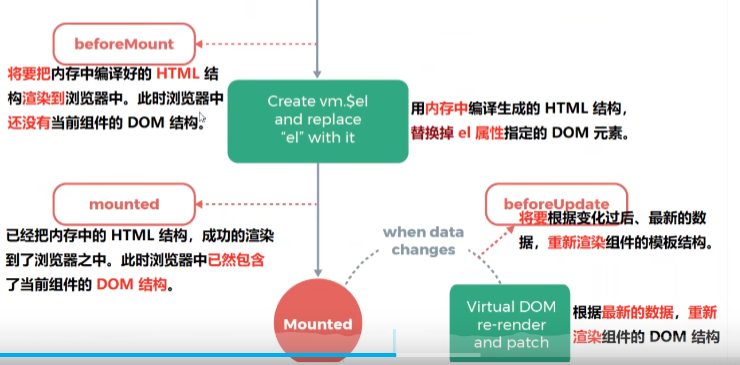 beforeMount
将要把内存中编译好的 HTML 结
构渲染到浏览器中。此时浏览器中
还没有当前组件的 DOM 结构。
Create vm.$el
and replace
“el” with it
用内存中编译生成的 HTML 结构，
替换掉 el 属性指定的 DOM 元素。
mounted
已经把内存中的 HTML 结构，成功的渲染
到了浏览器之中。此时浏览器中已然包含
了当前组件的 DOM 结构。
when data
changes
beforeUpdate
将要根据变化过后、最新的数
据，重新渲染组件的模板结构。
Mounted
Virtual DOM
re-render
and patch
根据最新的数据，重新
渲染组件的 DOM 结构